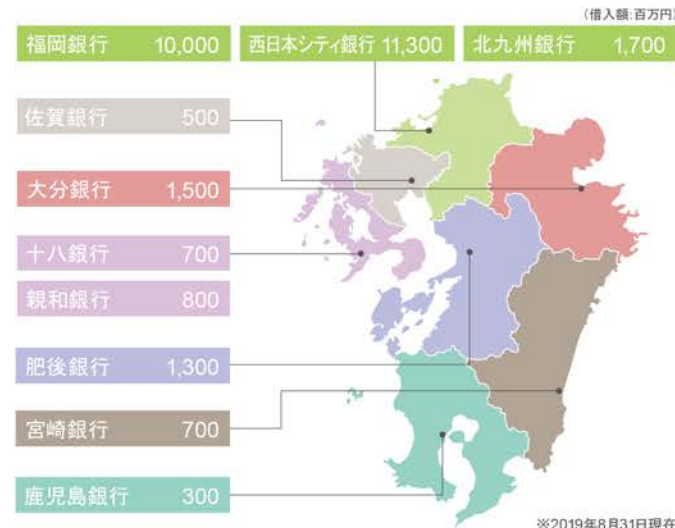 （借入額:百万円）
福岡銀行 10,000 西日本シティ銀行 11,300 北九州銀行 1,700
佐賀銀行 500
大分銀行 1,500
十八銀行 700
親和銀行 800
肥後銀行 1,300
宮崎銀行 700
鹿児島銀行 300
※2019年8月31日現在